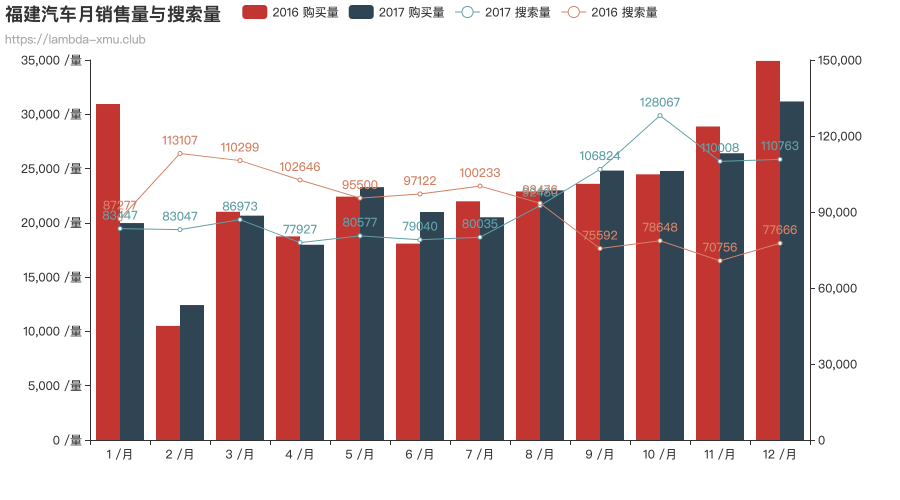 福建汽车月销售量与搜索量
2016 购买量 2017 购买量 2017 搜索量 2016 搜索量
https://lambda-xmu.club
35,000 /量
30,000 /量
25,000 /量
20,000 /量
15,000 /量
10,000 /量
5,000 /量
0 /量
150,000
120,000
90,000
60,000
30,000
0
87277
113107
110299
102646
95500
97122
100233
75592
78648
70756
77666
83447
83047
86973
77927
80577
79040
80035
106824
128067
110008
110763
1 /月 2 /月 3 /月 4 /月 5 /月 6 /月 7 /月 8 /月 9 /月 10 /月 11 /月 12 /月